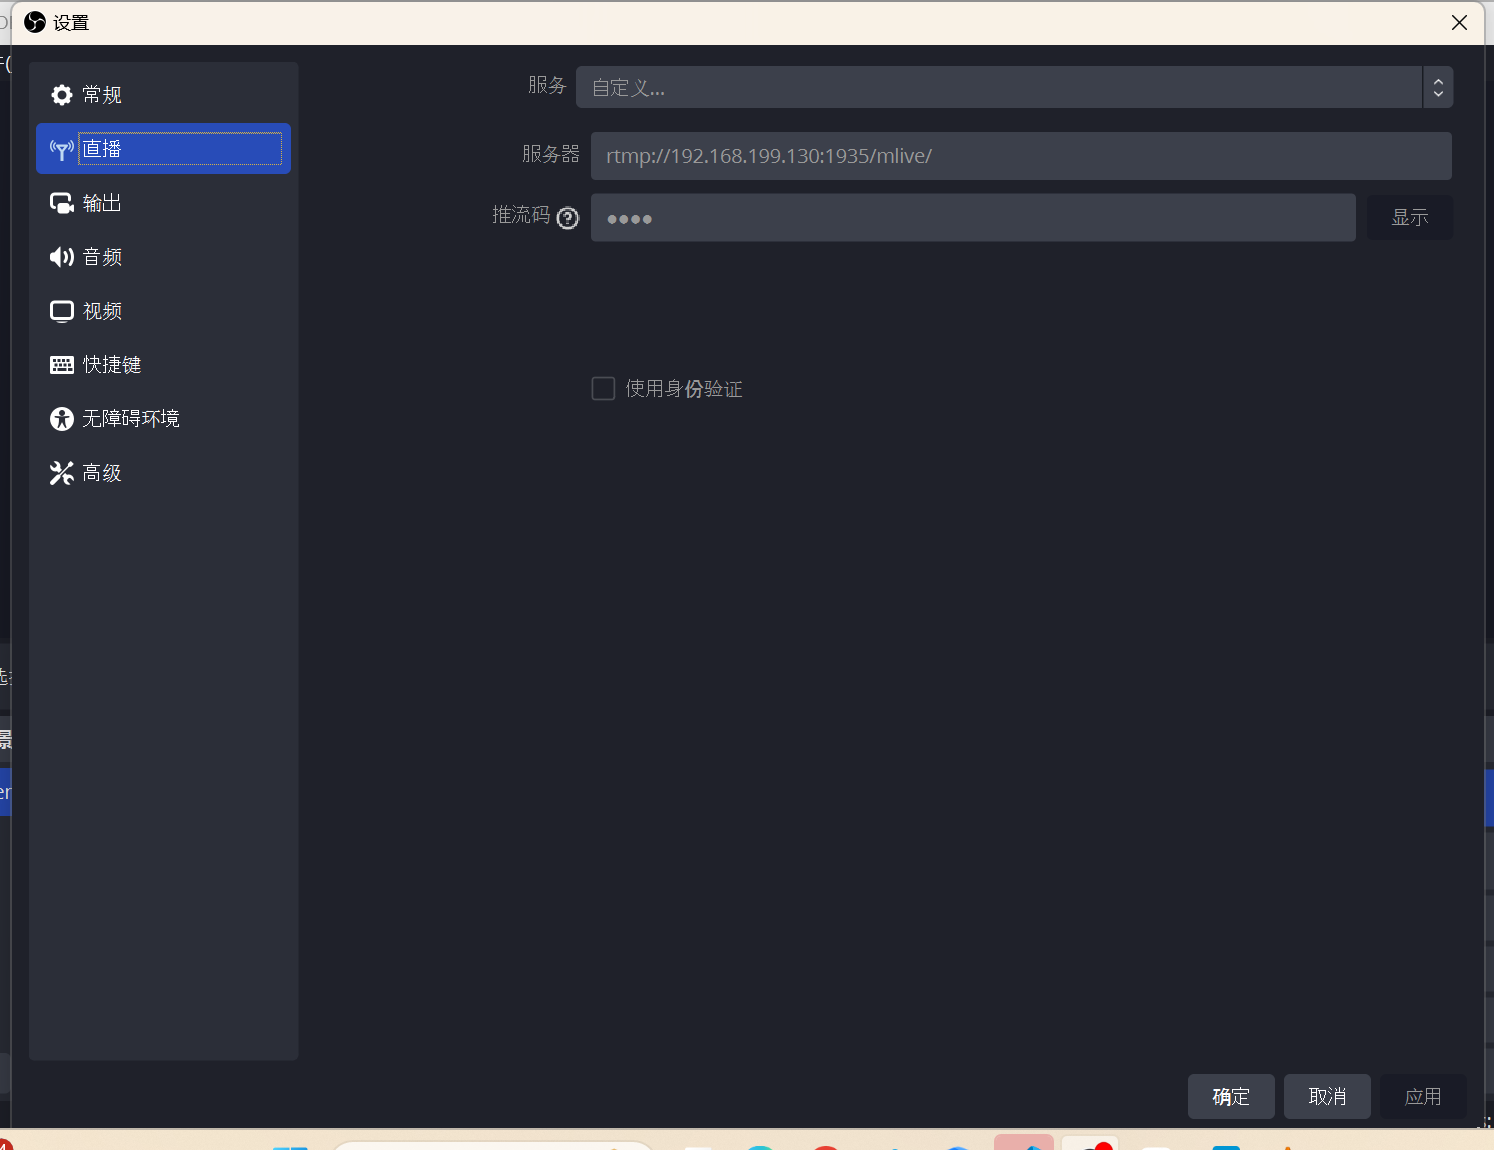 设置
常规
直播
输出
音频
视频
快捷键
无障碍环境
高级
服务 自定义...
服务器 rtmp://192.168.199.130:1935/mlive/
推流码 ? ●●●● 显示
使用身份验证
确定 取消 应用